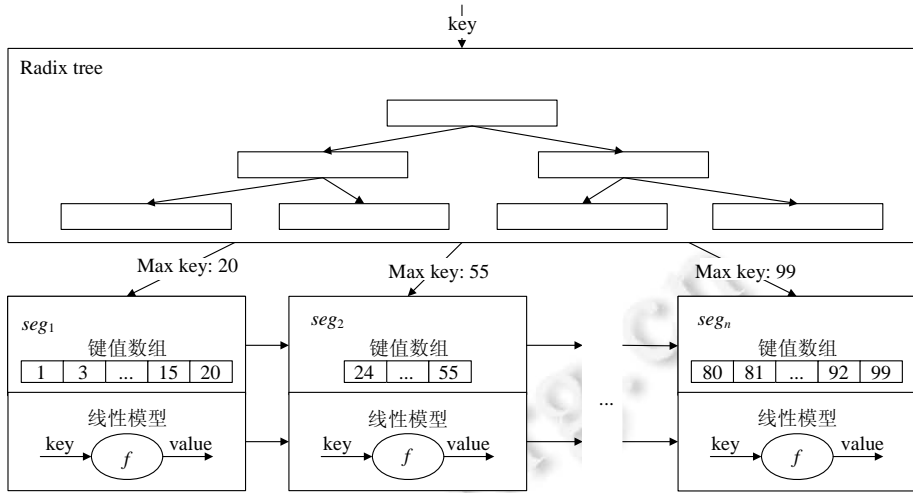 key
Radix tree
Max key: 20
Max key: 55
Max key: 99
seg1
键值数组
1 3 ... 15 20
线性模型
key f value
seg2
键值数组
24 ... 55
线性模型
key f value
...
segn
键值数组
80 81 ... 92 99
线性模型
key f value